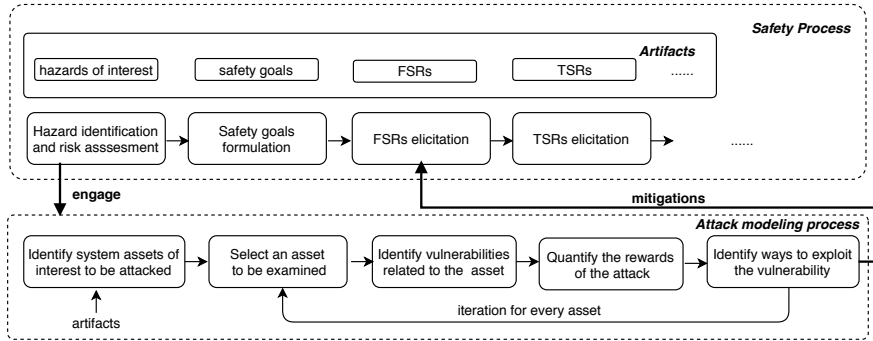 Safety Process
Artifacts
hazards of interest
safety goals
FSRs
TSRs
......
Hazard identification
and risk asssesment
Safety goals
formulation
FSRs elicitation
TSRs elicitation
......
engage
mitigations
Attack modeling process
Identify system assets of
interest to be attacked
Select an asset
to be examined
Identify vulnerabilities
related to the asset
Quantify the rewards
of the attack
Identify ways to exploit
the vulnerability
iteration for every asset
artifacts